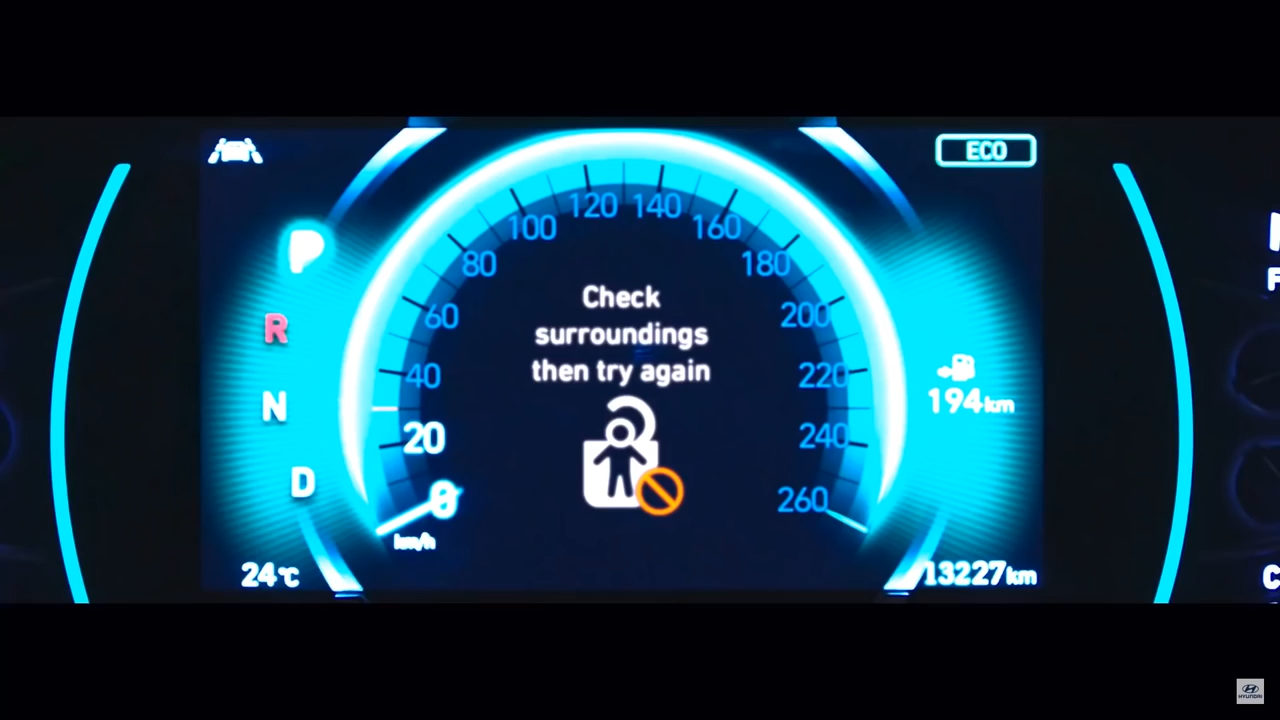 ECO
P
R
N
D
0
20
40
60
80
100
120
140
160
180
200
220
240
260
km/h
Check
surroundings
then try again
194km
24°C
13227km
HYUNDAI